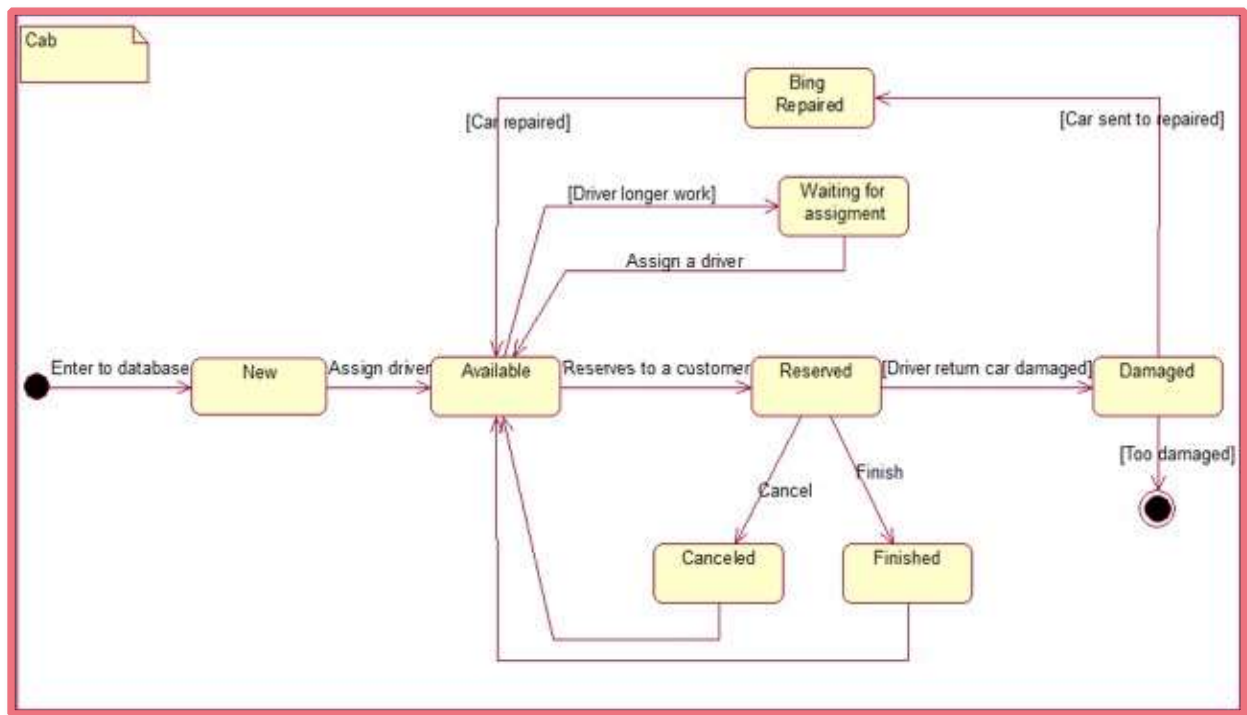 Cab
Bing
Repaired
[Car repaired]
[Car sent to repaired]
[Driver longer work]
Waiting for
assigment
Assign a driver
Enter to database
New
Assign driver
Available
Reserves to a customer
Reserved
[Driver return car damaged]
Damaged
[Too damaged]
Finish
Cancel
Canceled
Finished